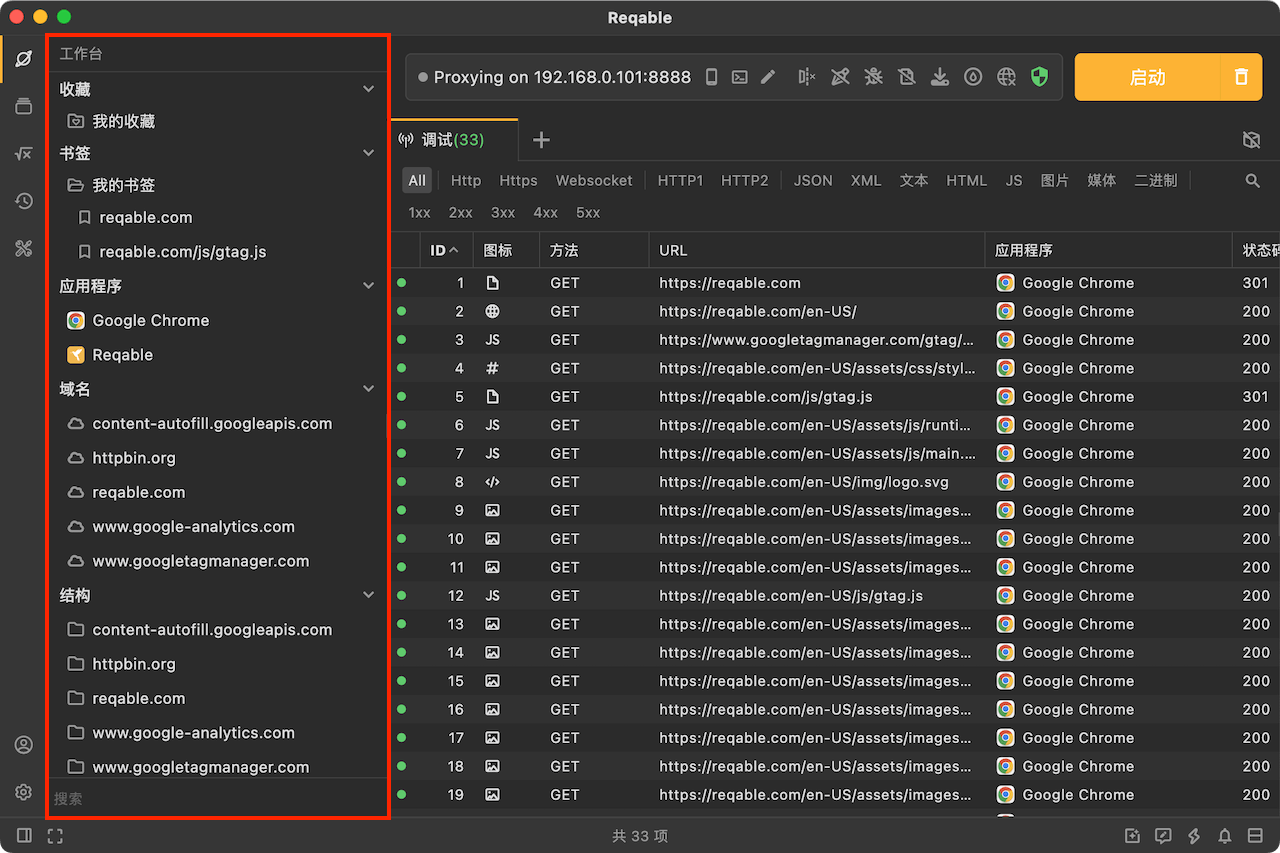 Reqable
工作台
收藏
我的收藏
书签
我的书签
reqable.com
reqable.com/js/gtag.js
应用程序
Google Chrome
Reqable
域名
content-autofill.googleapis.com
httpbin.org
reqable.com
www.google-analytics.com
www.googletagmanager.com
结构
content-autofill.googleapis.com
httpbin.org
reqable.com
www.google-analytics.com
www.googletagmanager.com
搜索
Proxying on 192.168.0.101:8888
启动
调试(33)
All Http Https Websocket HTTP1 HTTP2 JSON XML 文本 HTML JS 图片 媒体 二进制
1xx 2xx 3xx 4xx 5xx
ID 图标 方法 URL 应用程序 状态码
1 GET https://reqable.com Google Chrome 301
2 GET https://reqable.com/en-US/ Google Chrome 200
3 JS GET https://www.googletagmanager.com/gtag/... Google Chrome 200
4 # GET https://reqable.com/en-US/assets/css/styl... Google Chrome 200
5 GET https://reqable.com/js/gtag.js Google Chrome 301
6 JS GET https://reqable.com/en-US/assets/js/runti... Google Chrome 200
7 JS GET https://reqable.com/en-US/assets/js/main.... Google Chrome 200
8 GET https://reqable.com/en-US/img/logo.svg Google Chrome 200
9 GET https://reqable.com/en-US/assets/images... Google Chrome 200
10 GET https://reqable.com/en-US/assets/images... Google Chrome 200
11 GET https://reqable.com/en-US/assets/images... Google Chrome 200
12 JS GET https://reqable.com/en-US/js/gtag.js Google Chrome 200
13 GET https://reqable.com/en-US/assets/images... Google Chrome 200
14 GET https://reqable.com/en-US/assets/images... Google Chrome 200
15 GET https://reqable.com/en-US/assets/images... Google Chrome 200
16 GET https://reqable.com/en-US/assets/images... Google Chrome 200
17 GET https://reqable.com/en-US/assets/images... Google Chrome 200
18 GET https://reqable.com/en-US/assets/images... Google Chrome 200
19 GET https://reqable.com/en-US/assets/images... Google Chrome 200
共 33 项